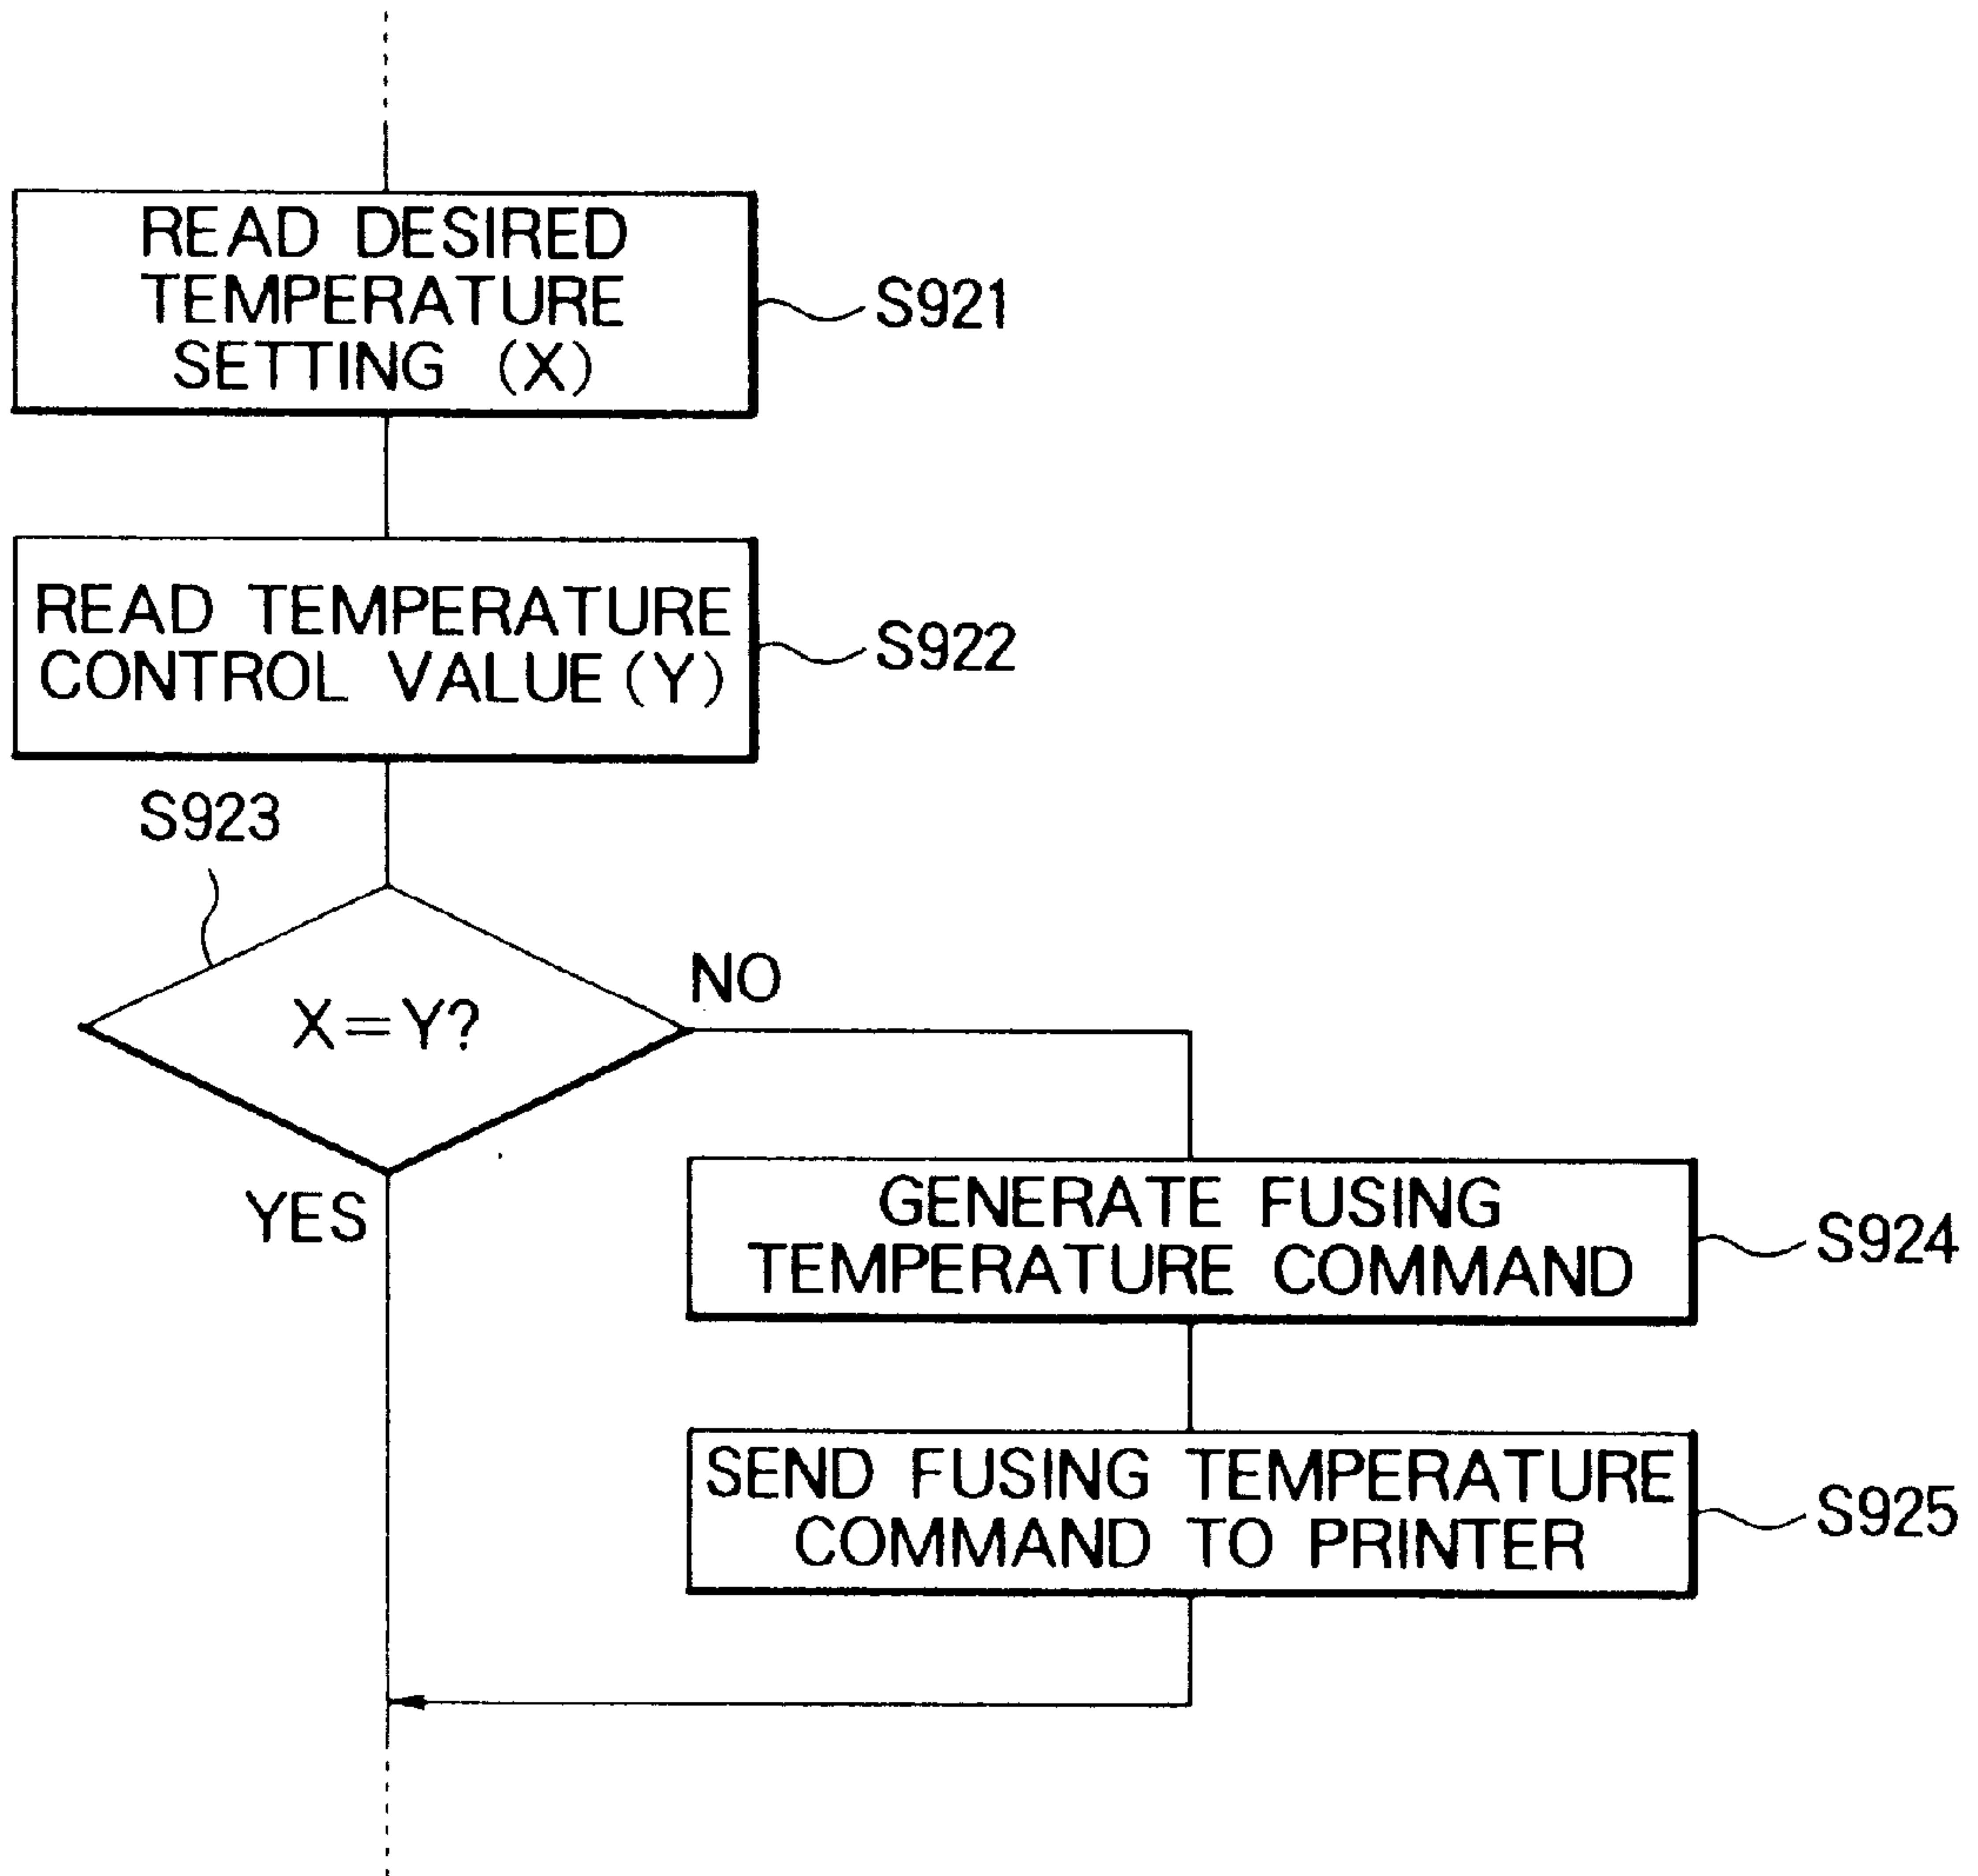 READ DESIRED
TEMPERATURE
SETTING (X)
S921
READ TEMPERATURE
CONTROL VALUE (Y)
S922
S923
X=Y?
NO
YES
GENERATE FUSING
TEMPERATURE COMMAND
S924
SEND FUSING TEMPERATURE
COMMAND TO PRINTER
S925